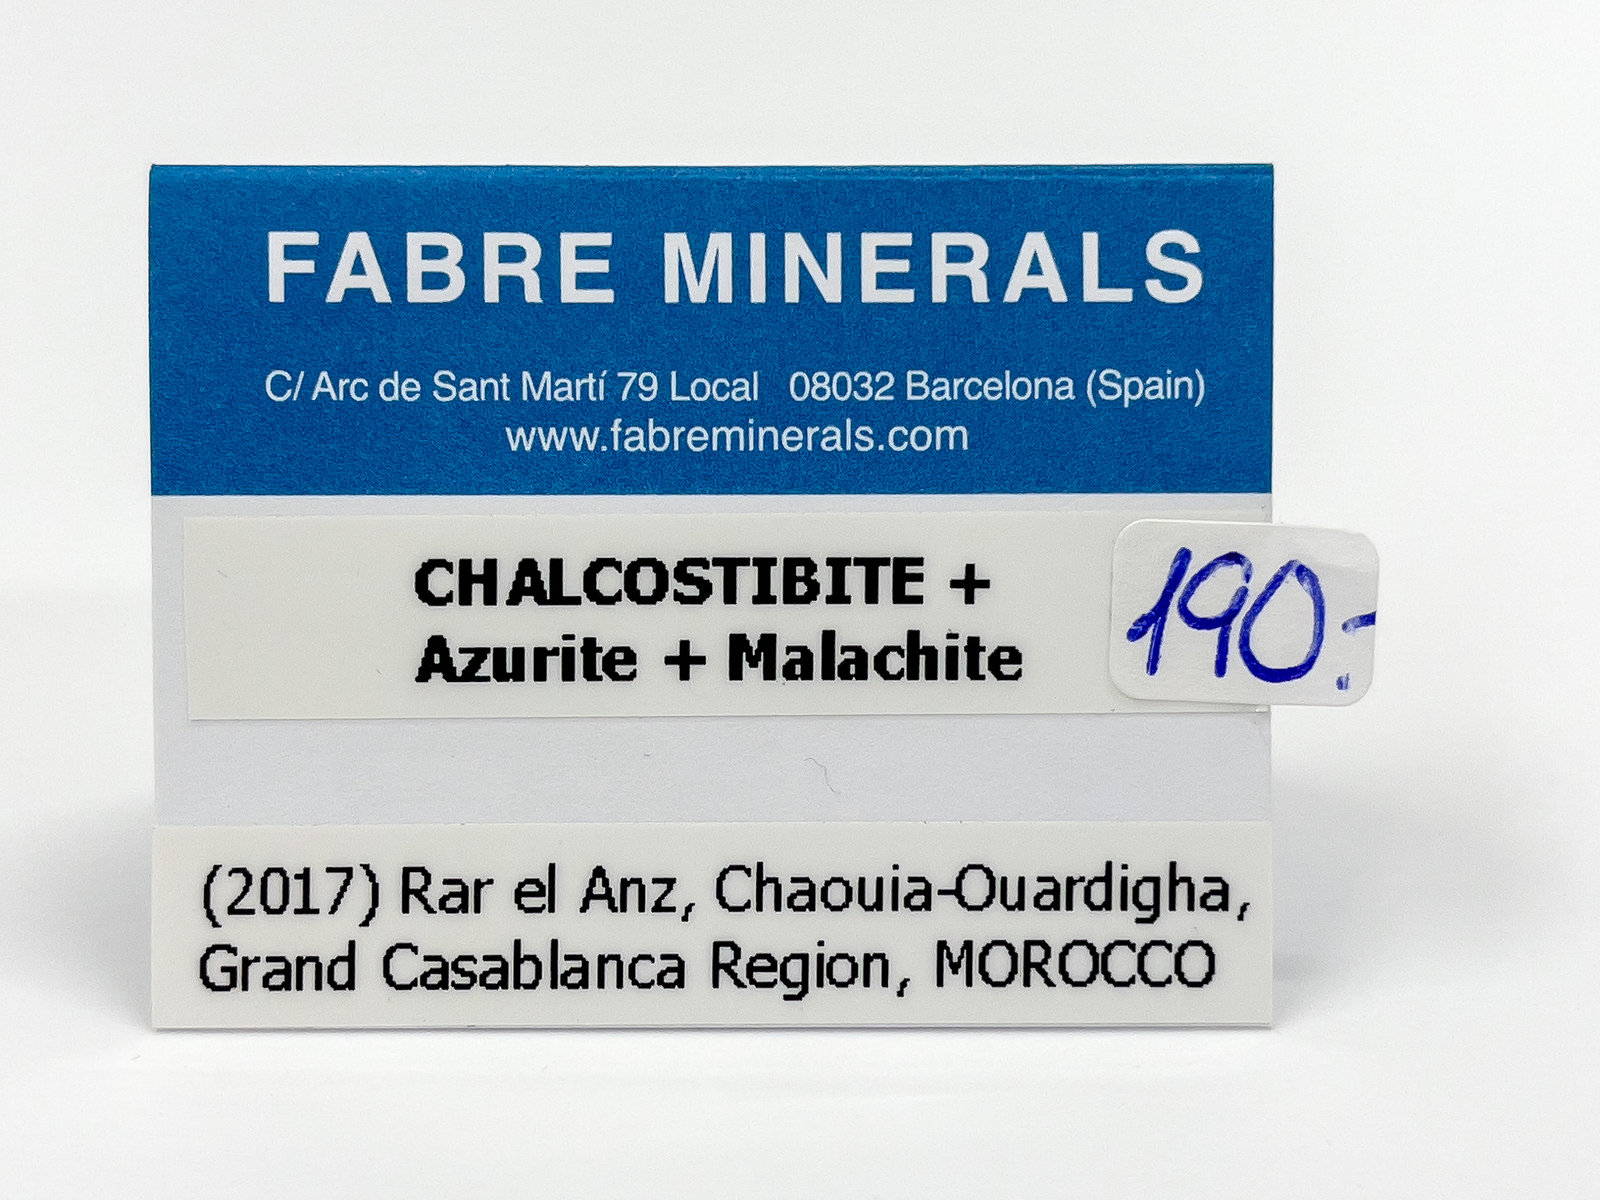 FABRE MINERALS
C/ Arc de Sant Martí 79 Local 08032 Barcelona (Spain)
www.fabreminerals.com
CHALCOSTIBITE +
Azurite + Malachite
190.-
(2017) Rar el Anz, Chaouia-Ouardigha,
Grand Casablanca Region, MOROCCO